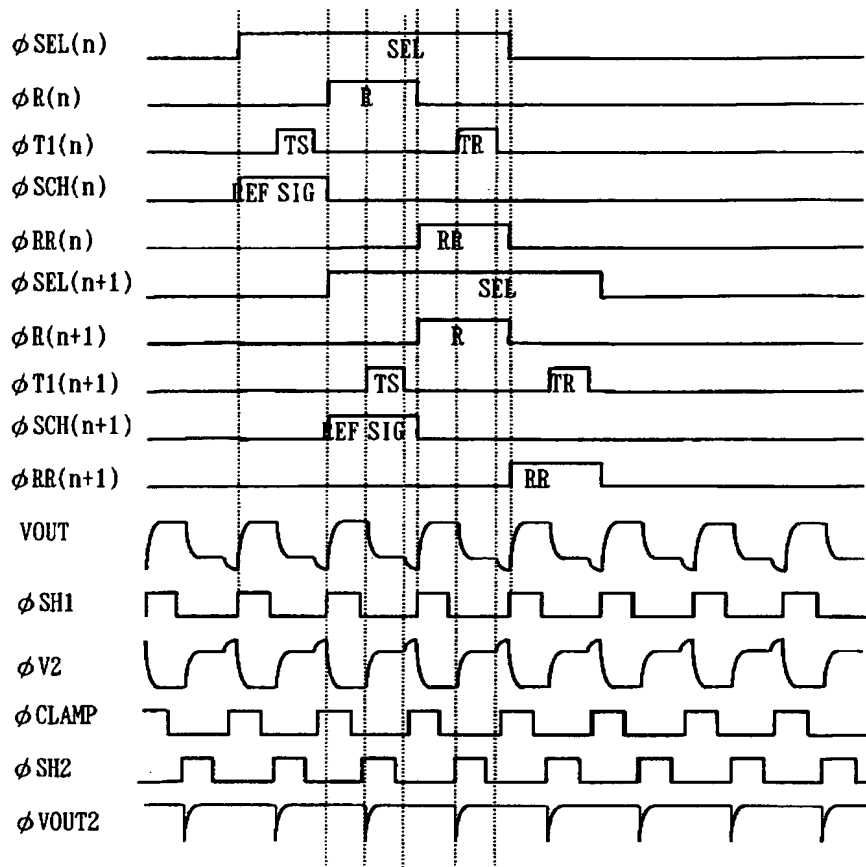 φSEL(n) SEL
φR(n) R
φT1(n) TS TR
φSCH(n) REF SIG
φRR(n) RR
φSEL(n+1) SEL
φR(n+1) R
φT1(n+1) TS TR
φSCH(n+1) REF SIG
φRR(n+1) RR
VOUT
φSH1
φV2
φCLAMP
φSH2
φVOUT2